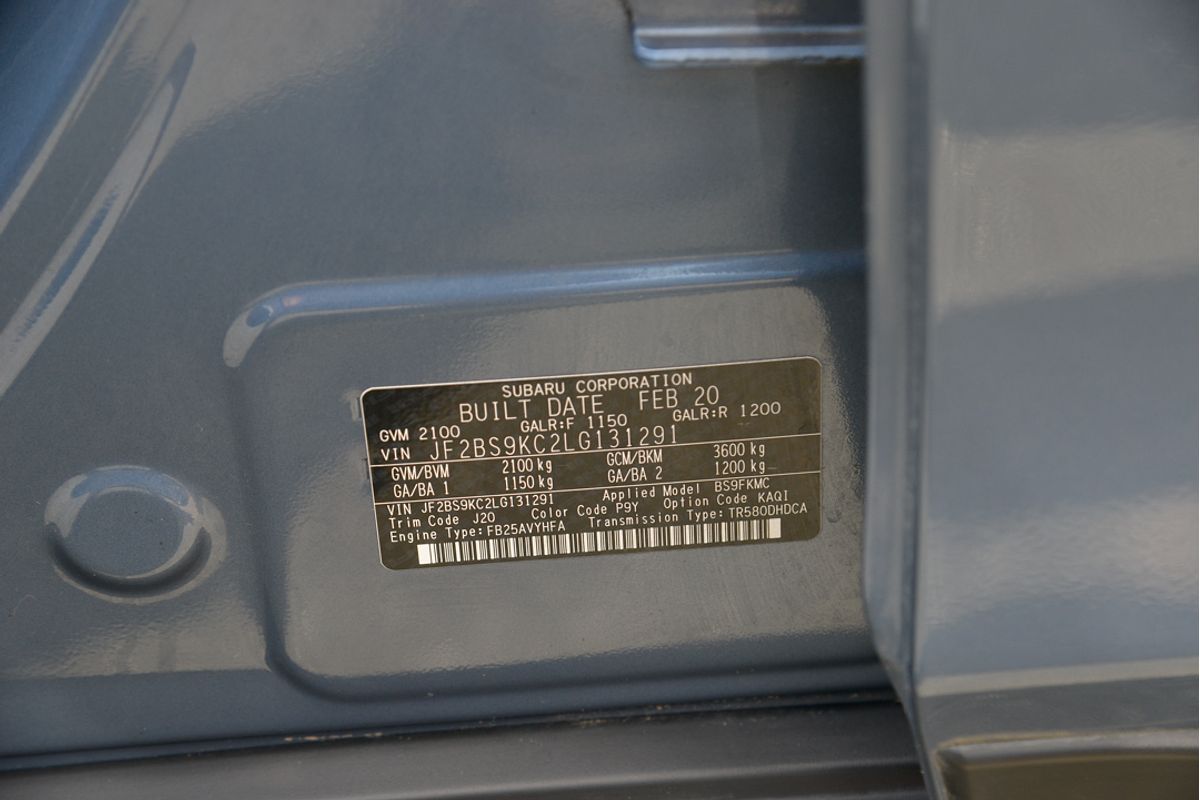 SUBARU CORPORATION
BUILT DATE FEB 20
GVM 2100 GALR:F 1150 GALR:R 1200
VIN JF2BS9KC2LG131291
GVM/BVM 2100 kg GCM/BKM 3600 kg
GA/BA 1 1150 kg GA/BA 2 1200 kg
VIN JF2BS9KC2LG131291 Applied Model BS9FKMC
Trim Code J20 Color Code P9Y Option Code KAQI
Engine Type:FB25AVYHFA Transmission Type:TR580DHDCA